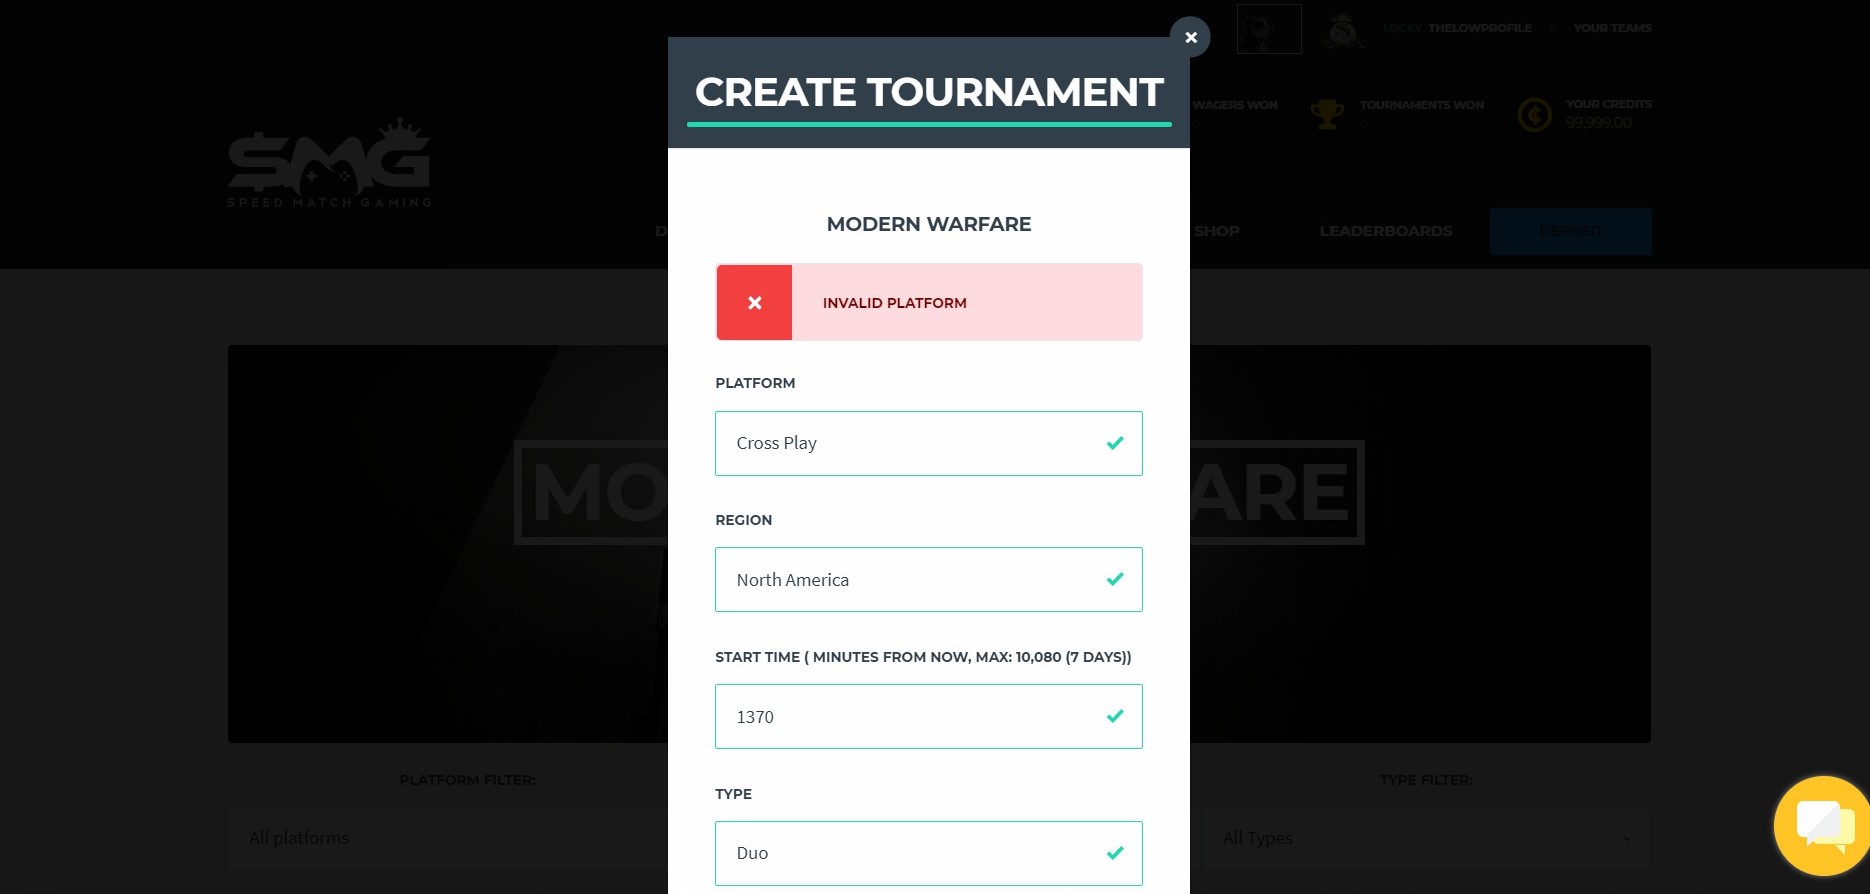 LUCKY THELOWPROFILE / YOUR TEAMS
CREATE TOURNAMENT
WAGERS WON
0
TOURNAMENTS WON
0
YOUR CREDITS
99,999.00
SMG
SPEED MATCH GAMING
D
SHOP
LEADERBOARDS
DEPOSIT
MODERN WARFARE
INVALID PLATFORM
PLATFORM
Cross Play
MO
ARE
REGION
North America
START TIME ( MINUTES FROM NOW, MAX: 10,080 (7 DAYS))
1370
PLATFORM FILTER:
TYPE FILTER:
TYPE
All platforms
All Types
Duo